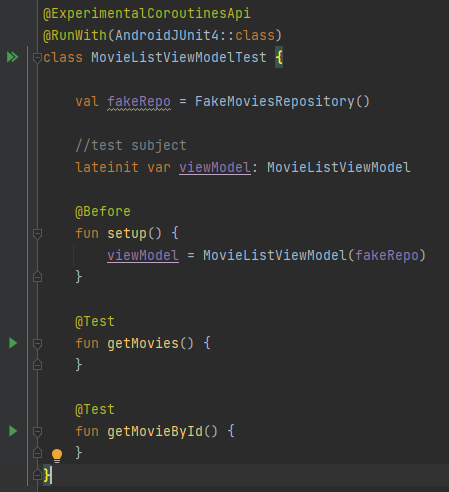 @ExperimentalCoroutinesApi
@RunWith(AndroidJUnit4::class)
class MovieListViewModelTest {
val fakeRepo = FakeMoviesRepository()
//test subject
lateinit var viewModel: MovieListViewModel
@Before
fun setup() {
viewModel = MovieListViewModel(fakeRepo)
}
@Test
fun getMovies() {
}
@Test
fun getMovieById() {
}
}